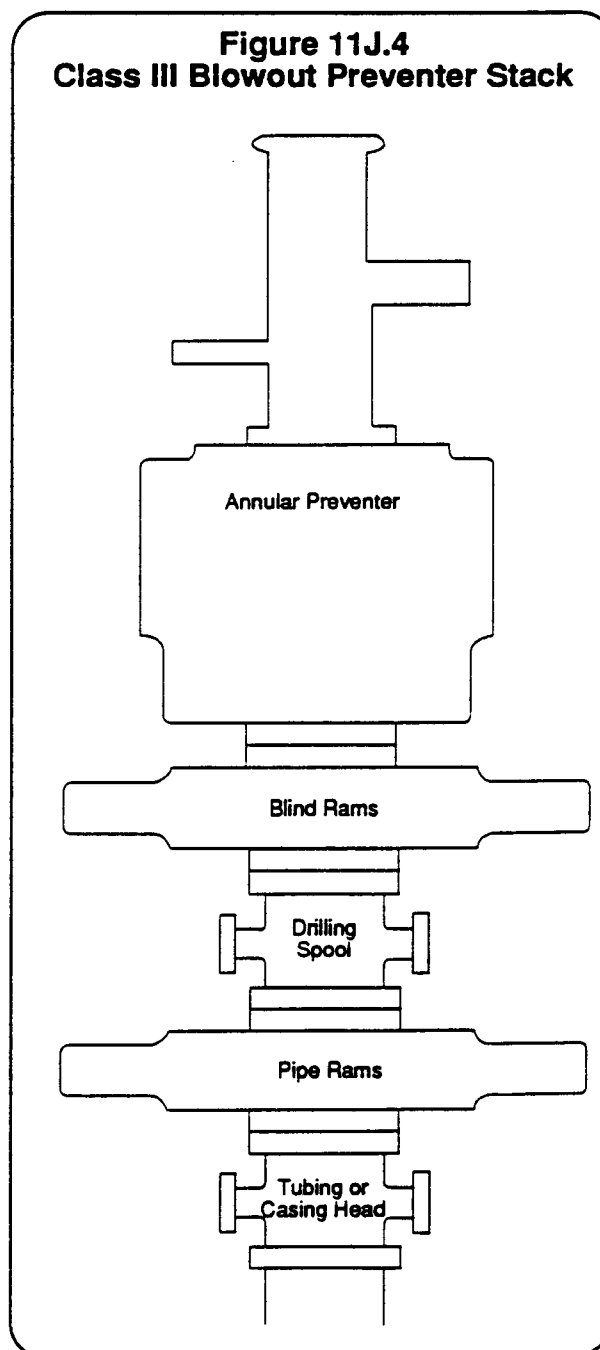 Figure 11J.4
Class III Blowout Preventer Stack
Annular Preventer
Blind Rams
Drilling
Spool
Pipe Rams
Tubing or
Casing Head